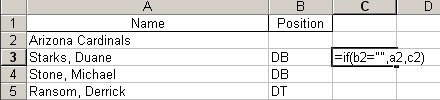 A B C D
1 Name Position
2 Arizona Cardinals
3 Starks, Duane DB =if(b2="",a2,c2)
4 Stone, Michael DB
5 Ransom, Derrick DT